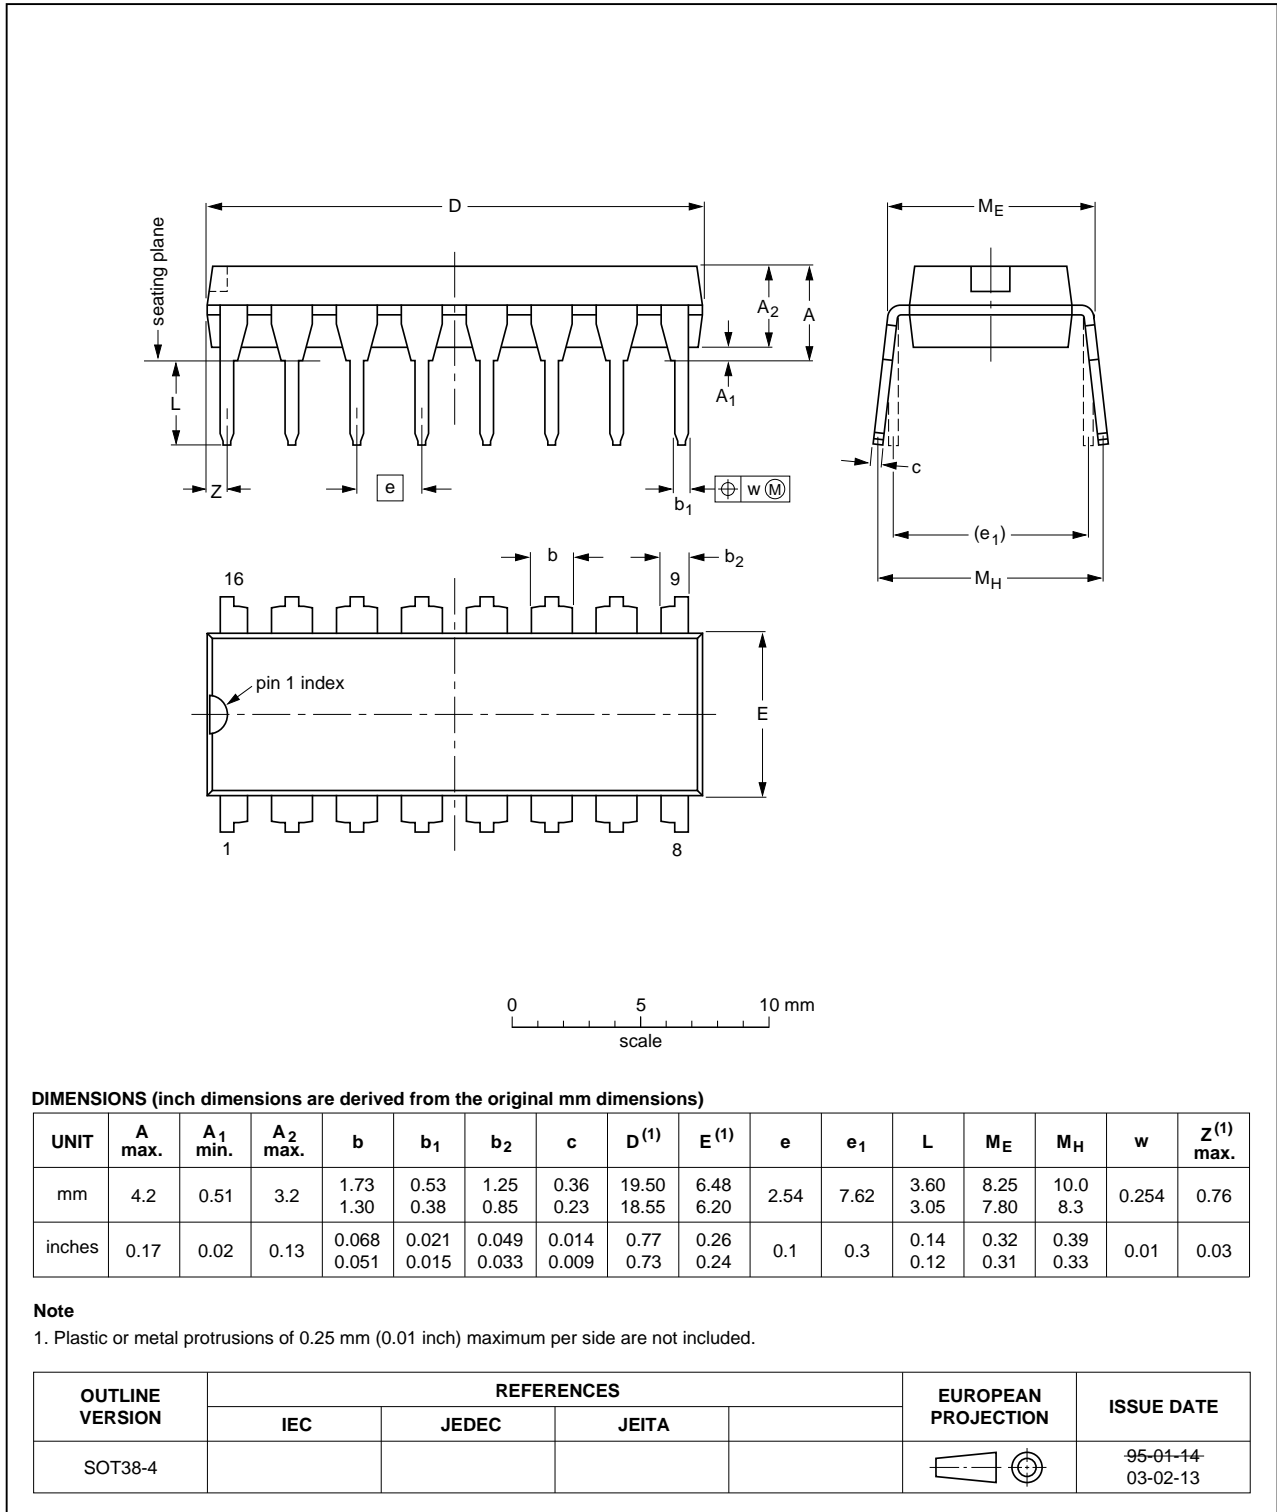 D
ME
seating plane
A2
A
A1
L
Z
e
b1
w M
c
(e1)
MH
b
b2
16
9
pin 1 index
E
1
8
0 5 10 mm
scale
DIMENSIONS (inch dimensions are derived from the original mm dimensions)
UNIT A max. A1 min. A2 max. b b1 b2 c D(1) E(1) e e1 L ME MH w Z(1) max.
mm 4.2 0.51 3.2 1.73 1.30 0.53 0.38 1.25 0.85 0.36 0.23 19.50 18.55 6.48 6.20 2.54 7.62 3.60 3.05 8.25 7.80 10.0 8.3 0.254 0.76
inches 0.17 0.02 0.13 0.068 0.051 0.021 0.015 0.049 0.033 0.014 0.009 0.77 0.73 0.26 0.24 0.1 0.3 0.14 0.12 0.32 0.31 0.39 0.33 0.01 0.03
Note
1. Plastic or metal protrusions of 0.25 mm (0.01 inch) maximum per side are not included.
OUTLINE VERSION
REFERENCES
IEC JEDEC JEITA
EUROPEAN PROJECTION
ISSUE DATE
SOT38-4
95-01-14
03-02-13